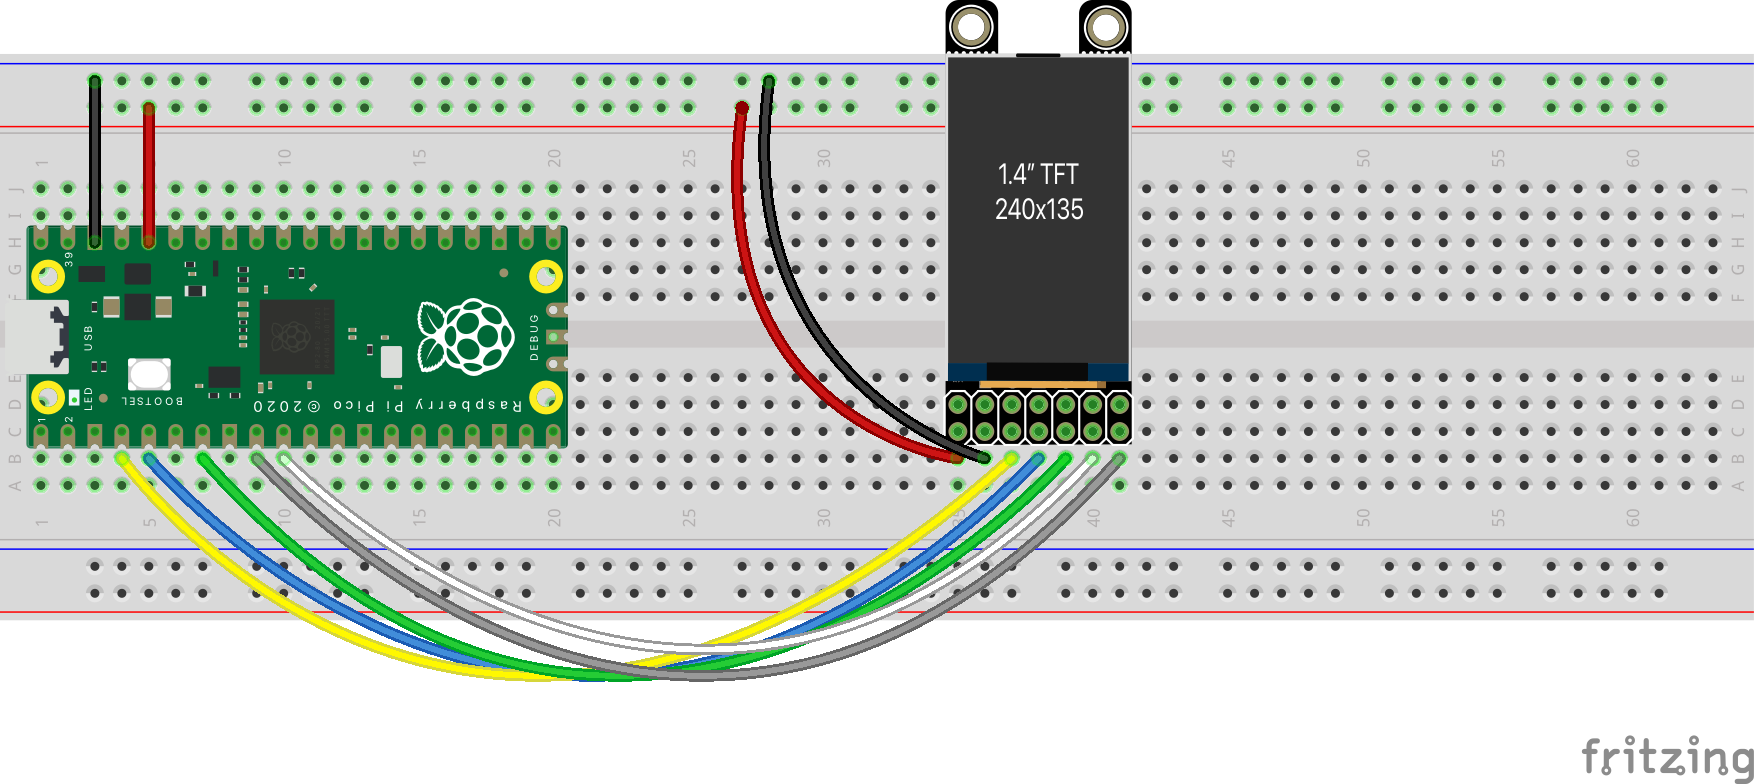 1 10 15 20 25 30 45 50 55 60
1.4” TFT
240x135
J J
I I
H H
39
G G
F F
USB
DEBUG
E E
LED
BOOTSEL
Raspberry Pi Pico © 2020
D D
1 2
C C
B B
A A
1 5 10 15 20 25 30 35 40 45 50 55 60
fritzing